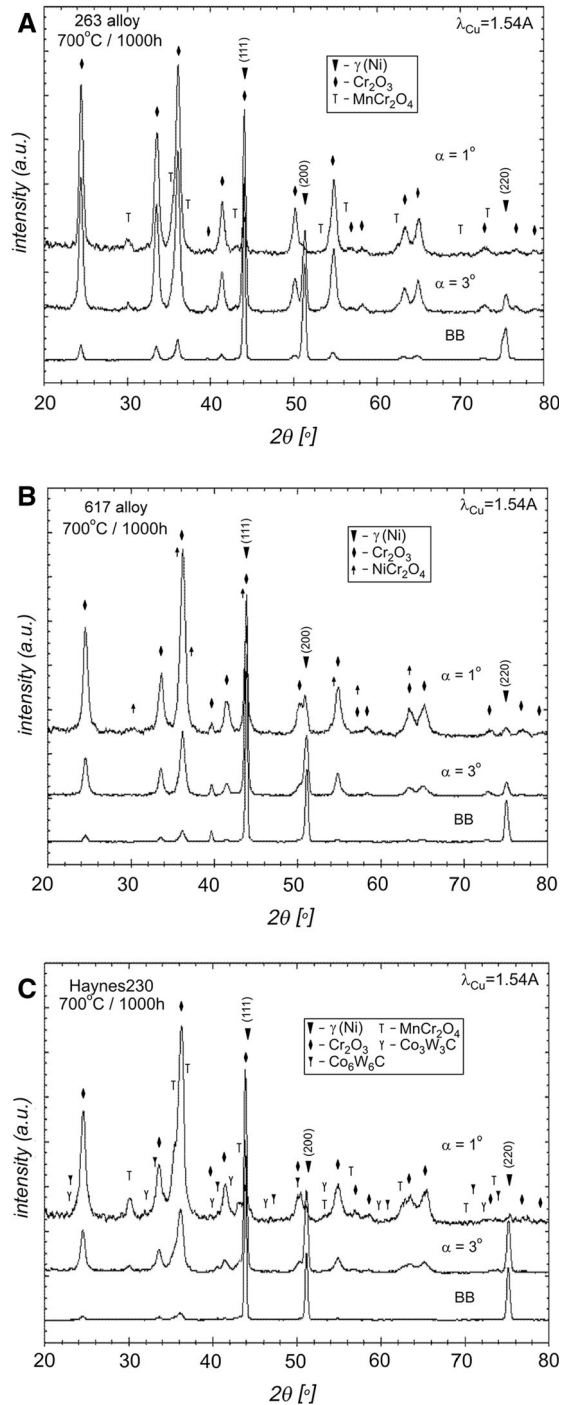 A
263 alloy
700°C / 1000h
λCu=1.54A
(111)
(200)
(220)
γ (Ni)
Cr2O3
MnCr2O4
α = 1°
α = 3°
BB
intensity (a.u.)
20 30 40 50 60 70 80
2θ [°]
B
617 alloy
700°C / 1000h
λCu=1.54A
(111)
(200)
(220)
γ (Ni)
Cr2O3
NiCr2O4
α = 1°
α = 3°
BB
intensity (a.u.)
20 30 40 50 60 70 80
2θ [°]
C
Haynes230
700°C / 1000h
λCu=1.54A
(111)
(200)
(220)
γ (Ni) MnCr2O4
Cr2O3 Co3W3C
Co6W6C
α = 1°
α = 3°
BB
intensity (a.u.)
20 30 40 50 60 70 80
2θ [°]